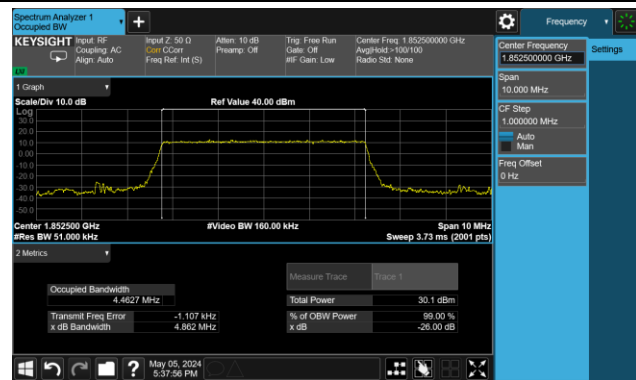 Spectrum Analyzer 1
Occupied BW
+
Frequency
KEYSIGHT
Input: RF
Coupling: AC
Align: Auto
Input Z: 50 Ω
Corr CCorr
Freq Ref: Int (S)
Atten: 10 dB
Preamp: Off
Trig: Free Run
Gate: Off
#IF Gain: Low
Center Freq: 1.852500000 GHz
Avg|Hold:>100/100
Radio Std: None
Center Frequency
1.852500000 GHz
Settings
Span
10.000 MHz
CF Step
1.000000 MHz
Auto
Man
Freq Offset
0 Hz
1 Graph
Scale/Div 10.0 dB
Ref Value 40.00 dBm
Log
30.0
20.0
10.0
0.00
-10.0
-20.0
-30.0
-40.0
-50.0
Center 1.852500 GHz
#Video BW 160.00 kHz
Span 10 MHz
#Res BW 51.000 kHz
Sweep 3.73 ms (2001 pts)
2 Metrics
Measure Trace
Trace 1
Occupied Bandwidth
4.4627 MHz
Total Power
30.1 dBm
Transmit Freq Error
-1.107 kHz
% of OBW Power
99.00 %
x dB Bandwidth
4.862 MHz
x dB
-26.00 dB
?
May 05, 2024
5:37:56 PM